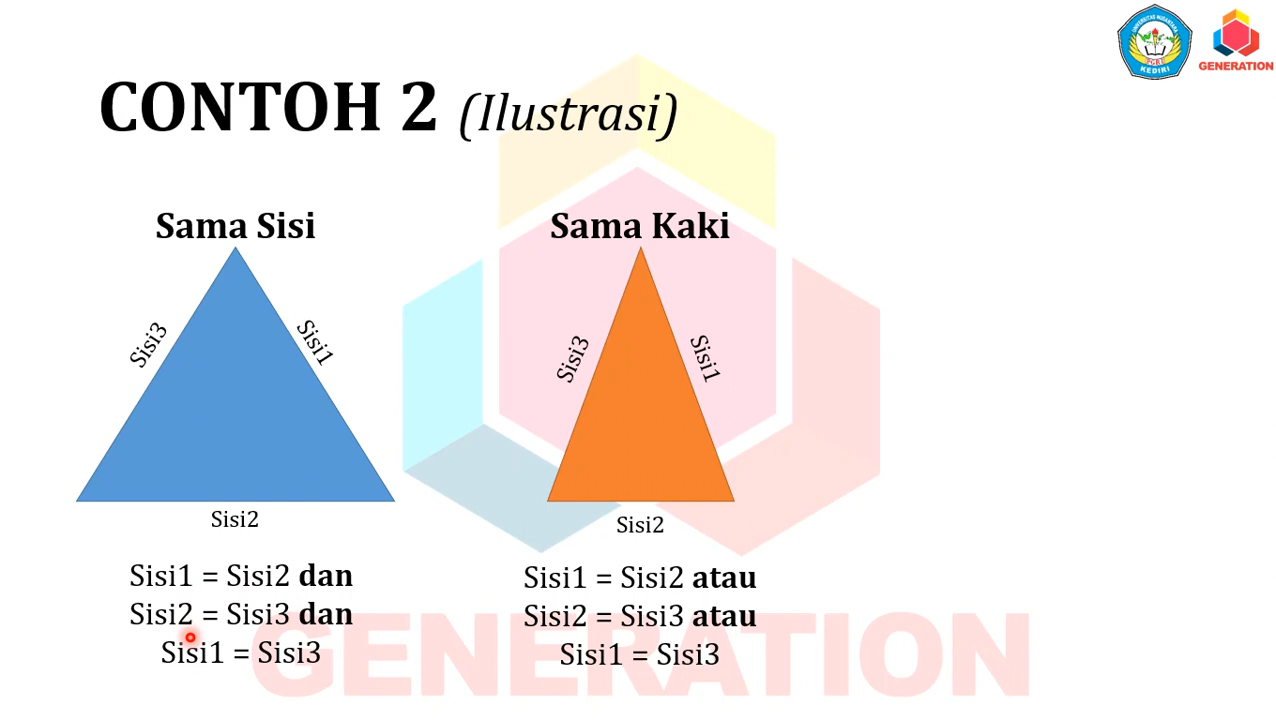 GENERATION
CONTOH 2 (Ilustrasi)
Sama Sisi
Sisi3
Sisi1
Sisi2
Sisi1 = Sisi2 dan
Sisi2 = Sisi3 dan
Sisi1 = Sisi3
Sama Kaki
Sisi3
Sisi1
Sisi2
Sisi1 = Sisi2 atau
Sisi2 = Sisi3 atau
Sisi1 = Sisi3
GENERATION
KEDIRI